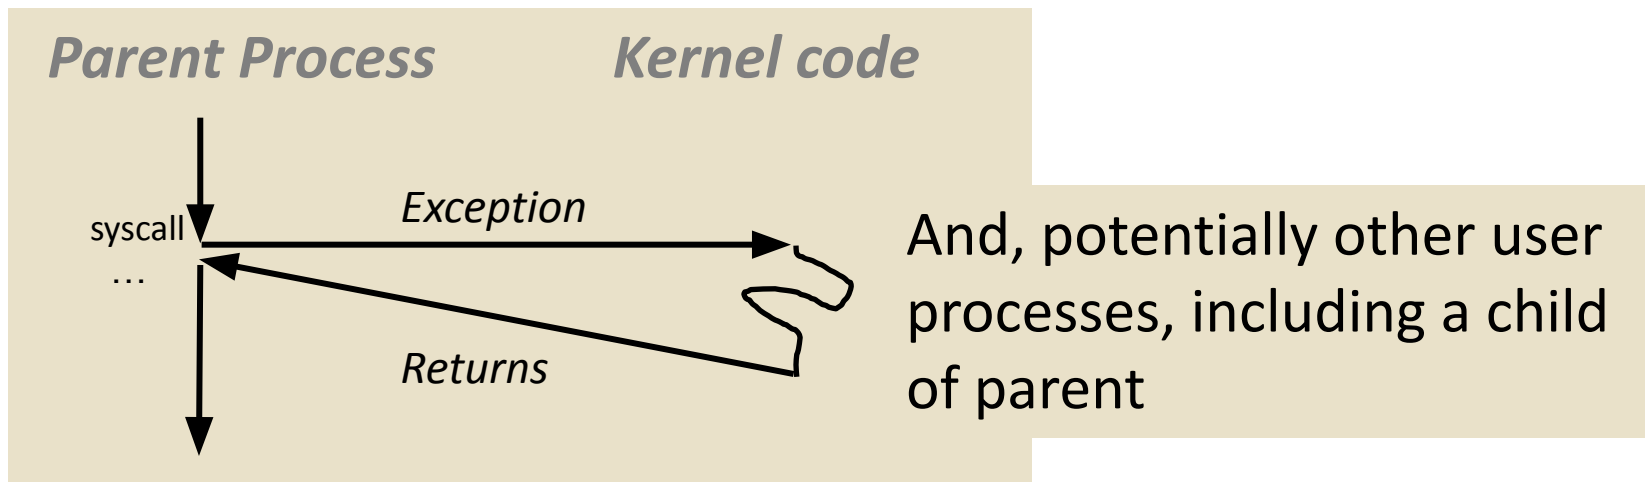 Parent Process
Kernel code
syscall
...
Exception
Returns
And, potentially other user
processes, including a child
of parent